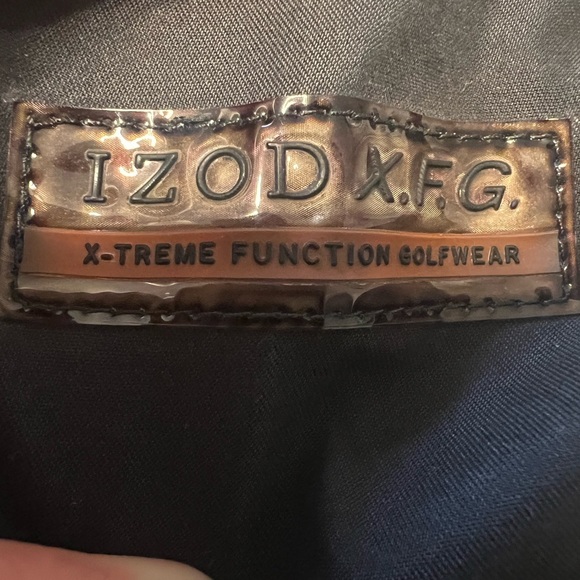 IZOD X.F.G.
X-TREME FUNCTION GOLFWEAR